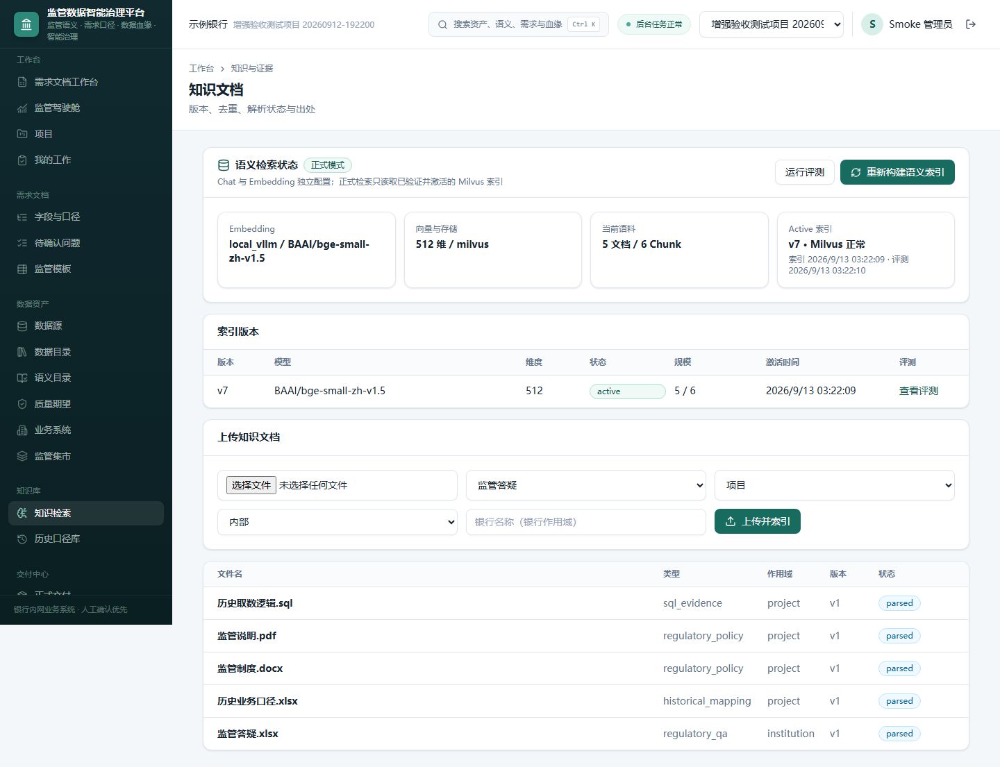 监管数据智能治理平台
监管语义 · 需求口径 · 数据血缘 ·
智能治理
工作台
需求文档工作台
监管驾驶舱
项目
我的工作
需求文档
字段与口径
待确认问题
监管模板
数据资产
数据源
数据目录
语义目录
质量期望
业务系统
监管集市
知识库
知识检索
历史口径库
交付中心
正式交付
银行内网业务系统 · 人工确认优先
示例银行 增强验收测试项目 20260912-192200
搜索资产、语义、需求与血缘 Ctrl K
后台任务正常
增强验收测试项目 202609
S Smoke 管理员
工作台 > 知识与证据
知识文档
版本、去重、解析状态与出处
语义检索状态 正式模式
Chat 与 Embedding 独立配置；正式检索只读取已验证并激活的 Milvus 索引
运行评测
重新构建语义索引
Embedding
local_vllm / BAAI/bge-small-
zh-v1.5
向量与存储
512 维 / milvus
当前语料
5 文档 / 6 Chunk
Active 索引
v7 • Milvus 正常
索引 2026/9/13 03:22:09 · 评测
2026/9/13 03:22:10
索引版本
版本 模型 维度 状态 规模 激活时间 评测
v7 BAAI/bge-small-zh-v1.5 512 active 5 / 6 2026/9/13 03:22:09 查看评测
上传知识文档
选择文件 未选择任何文件 监管答疑 项目
内部 银行名称（银行作用域） 上传并索引
文件名 类型 作用域 版本 状态
历史取数逻辑.sql sql_evidence project v1 parsed
监管说明.pdf regulatory_policy project v1 parsed
监管制度.docx regulatory_policy project v1 parsed
历史业务口径.xlsx historical_mapping project v1 parsed
监管答疑.xlsx regulatory_qa institution v1 parsed